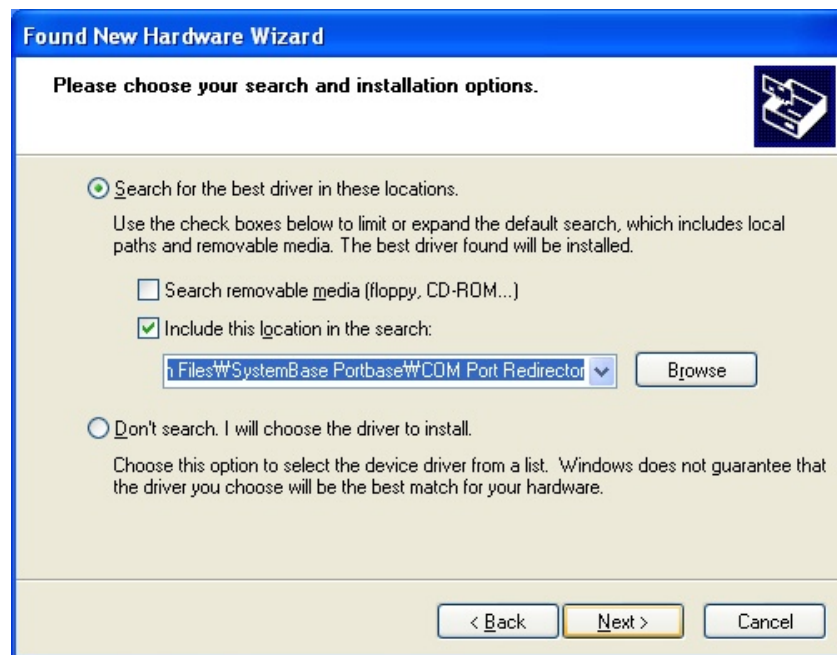 Found New Hardware Wizard
Please choose your search and installation options.
Search for the best driver in these locations.
Use the check boxes below to limit or expand the default search, which includes local
paths and removable media. The best driver found will be installed.
Search removable media (floppy, CD-ROM...)
Include this location in the search:
n Files₩SystemBase Portbase₩COM Port Redirector
Browse
Don't search. I will choose the driver to install.
Choose this option to select the device driver from a list. Windows does not guarantee that
the driver you choose will be the best match for your hardware.
< Back
Next >
Cancel